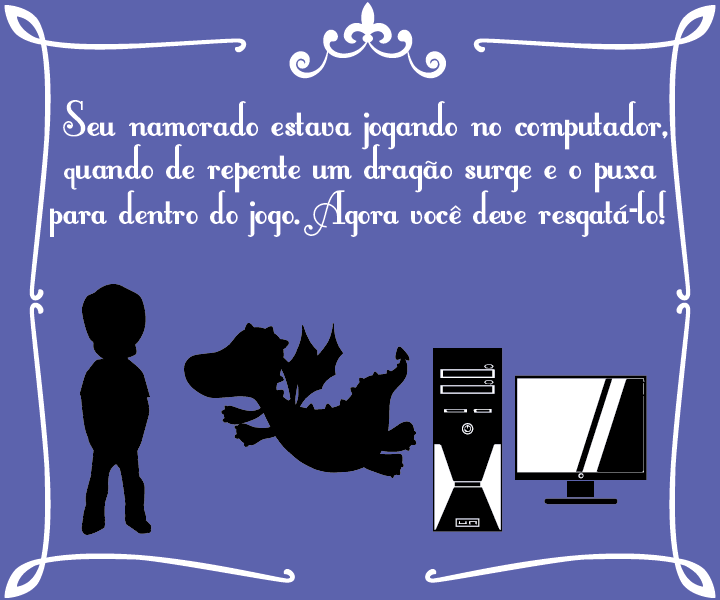 Seu namorado estava jogando no computador,
quando de repente um dragão surge e o puxa
para dentro do jogo. Agora você deve resgatá-lo!